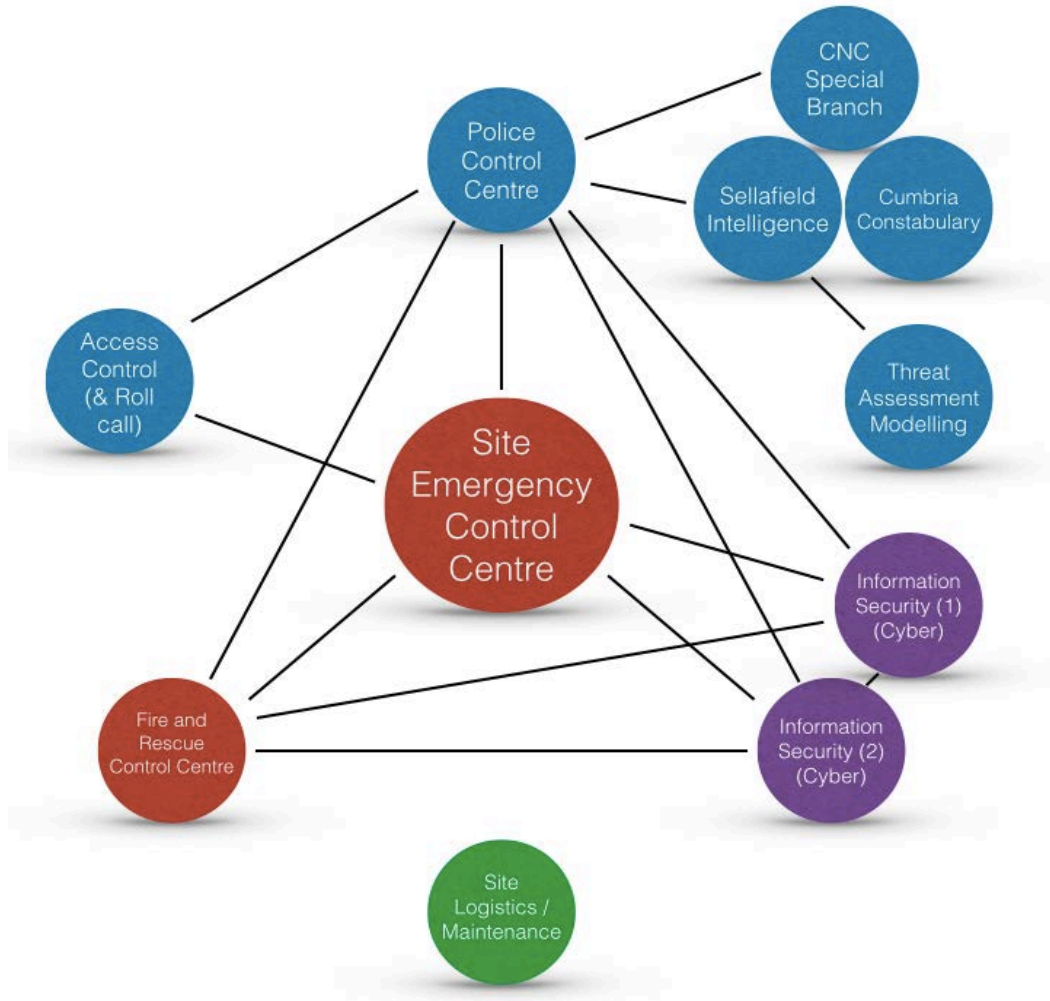 CNC
Special
Branch
Police
Control
Centre
Sellafield
Intelligence
Cumbria
Constabulary
Access
Control
(& Roll
call)
Threat
Assessment
Modelling
Site
Emergency
Control
Centre
Information
Security (1)
(Cyber)
Fire and
Rescue
Control Centre
Information
Security (2)
(Cyber)
Site
Logistics /
Maintenance